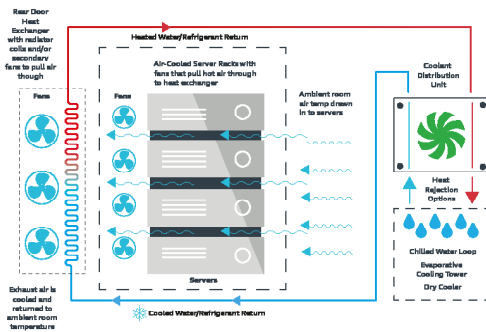 Rear Door
Heat
Exchanger
with radiator
coils and/or
secondary
fans to pull air
though
Heated Water/Refrigerant Return
Air-Cooled Server Racks with
fans that pull hot air through
to heat exchanger
Coolant
Distribution
Unit
Fans
Fans
Ambient room
air temp drawn
in to servers
Heat
Rejection
Options
Chilled Water Loop
Evaporative
Cooling Tower
Dry Cooler
Servers
Exhaust air is
cooled and
returned to
ambient room
temperature
Cooled Water/Refrigerant Return